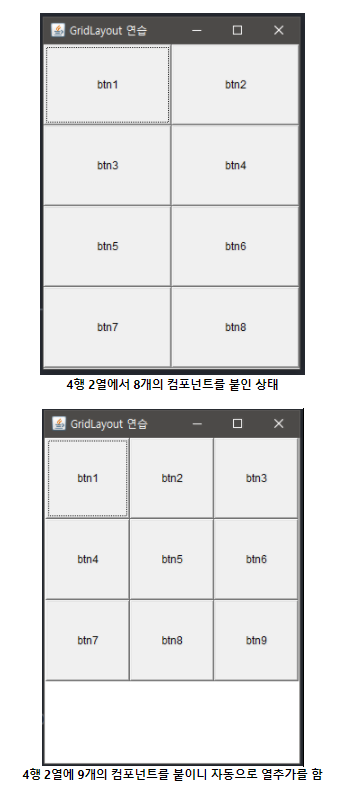 GridLayout 연습
btn1 btn2
btn3 btn4
btn5 btn6
btn7 btn8
4행 2열에서 8개의 컴포넌트를 붙인 상태
GridLayout 연습
btn1 btn2 btn3
btn4 btn5 btn6
btn7 btn8 btn9
4행 2열에 9개의 컴포넌트를 붙이니 자동으로 열추가를 함